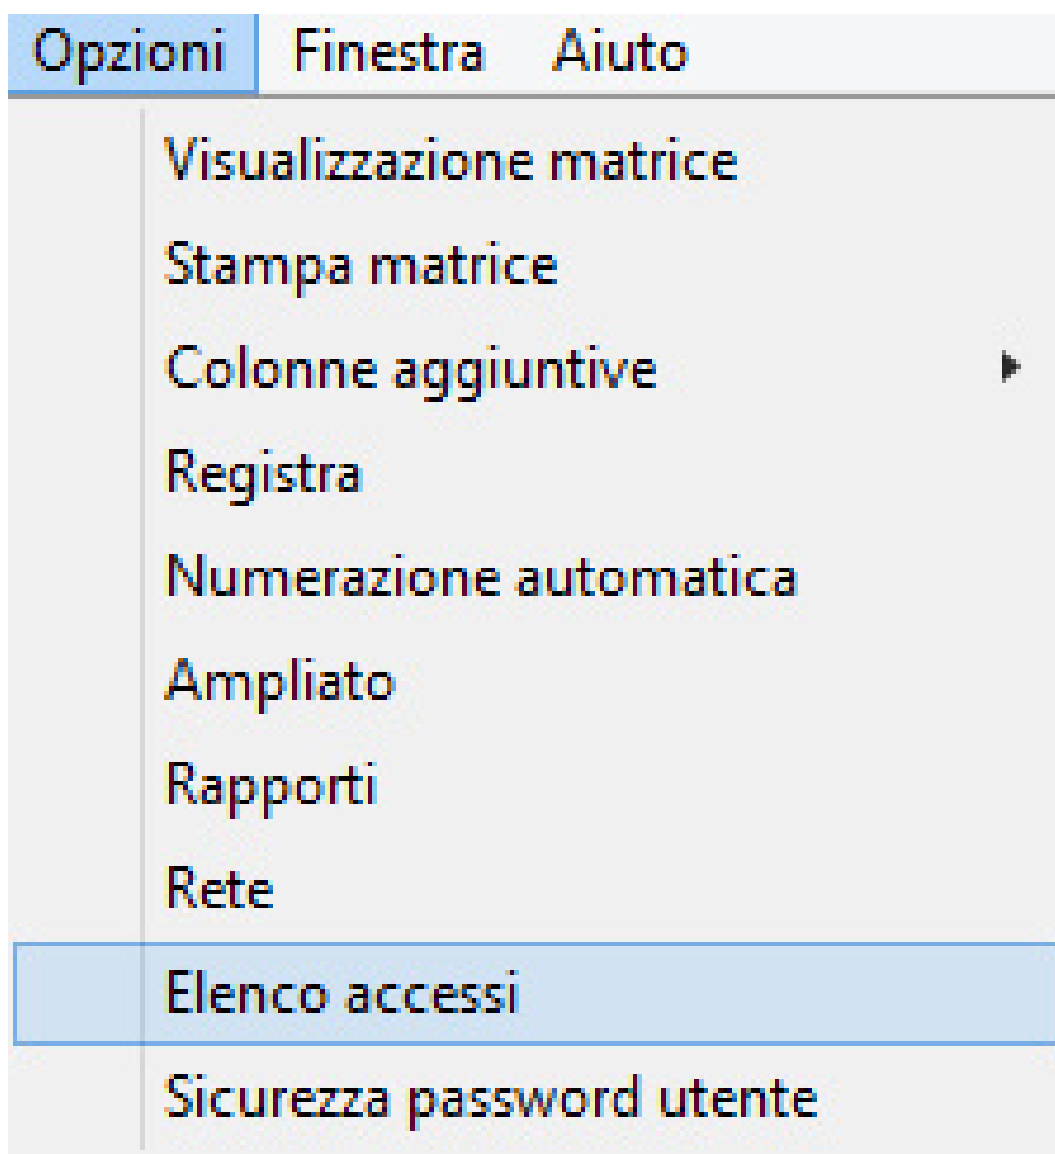 Opzioni Finestra Aiuto
Visualizzazione matrice
Stampa matrice
Colonne aggiuntive
Registra
Numerazione automatica
Ampliato
Rapporti
Rete
Elenco accessi
Sicurezza password utente